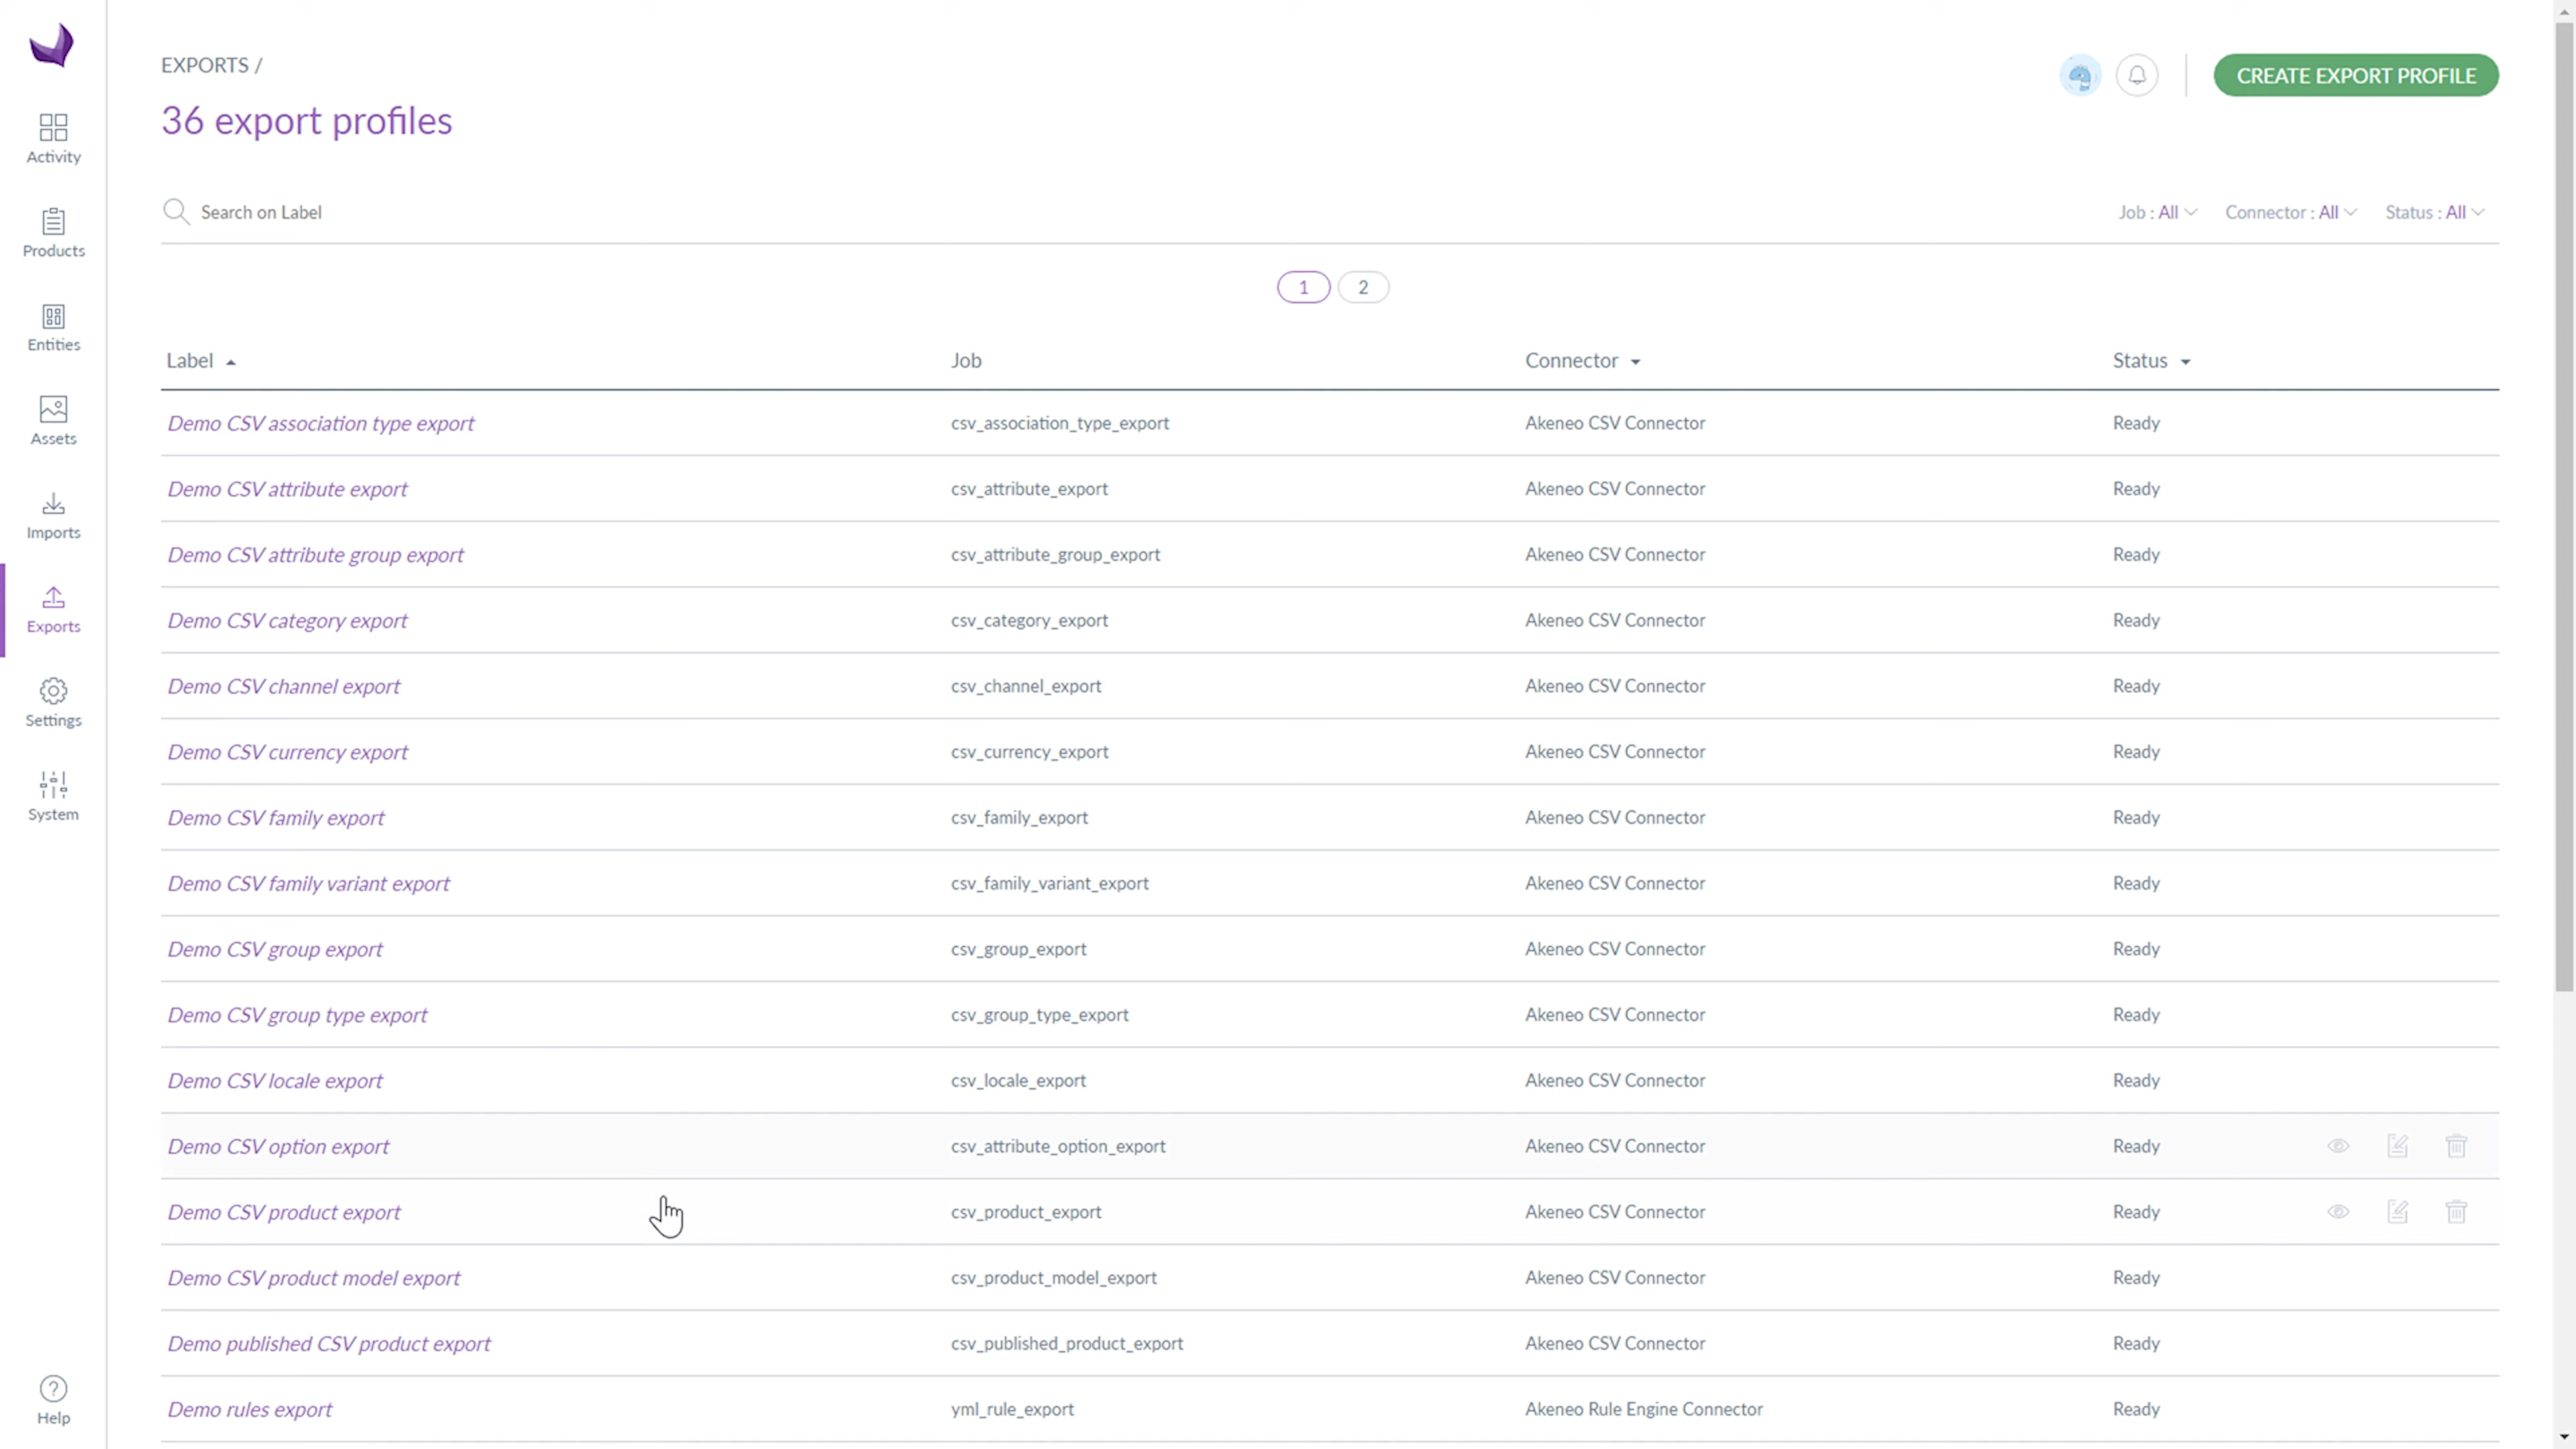 EXPORTS /
CREATE EXPORT PROFILE
36 export profiles
Activity
Products
Entities
Assets
Imports
Exports
Settings
System
Help
Search on Label
Job : All Connector : All Status : All
1 2
Label Job Connector Status
Demo CSV association type export csv_association_type_export Akeneo CSV Connector Ready
Demo CSV attribute export csv_attribute_export Akeneo CSV Connector Ready
Demo CSV attribute group export csv_attribute_group_export Akeneo CSV Connector Ready
Demo CSV category export csv_category_export Akeneo CSV Connector Ready
Demo CSV channel export csv_channel_export Akeneo CSV Connector Ready
Demo CSV currency export csv_currency_export Akeneo CSV Connector Ready
Demo CSV family export csv_family_export Akeneo CSV Connector Ready
Demo CSV family variant export csv_family_variant_export Akeneo CSV Connector Ready
Demo CSV group export csv_group_export Akeneo CSV Connector Ready
Demo CSV group type export csv_group_type_export Akeneo CSV Connector Ready
Demo CSV locale export csv_locale_export Akeneo CSV Connector Ready
Demo CSV option export csv_attribute_option_export Akeneo CSV Connector Ready
Demo CSV product export csv_product_export Akeneo CSV Connector Ready
Demo CSV product model export csv_product_model_export Akeneo CSV Connector Ready
Demo published CSV product export csv_published_product_export Akeneo CSV Connector Ready
Demo rules export yml_rule_export Akeneo Rule Engine Connector Ready